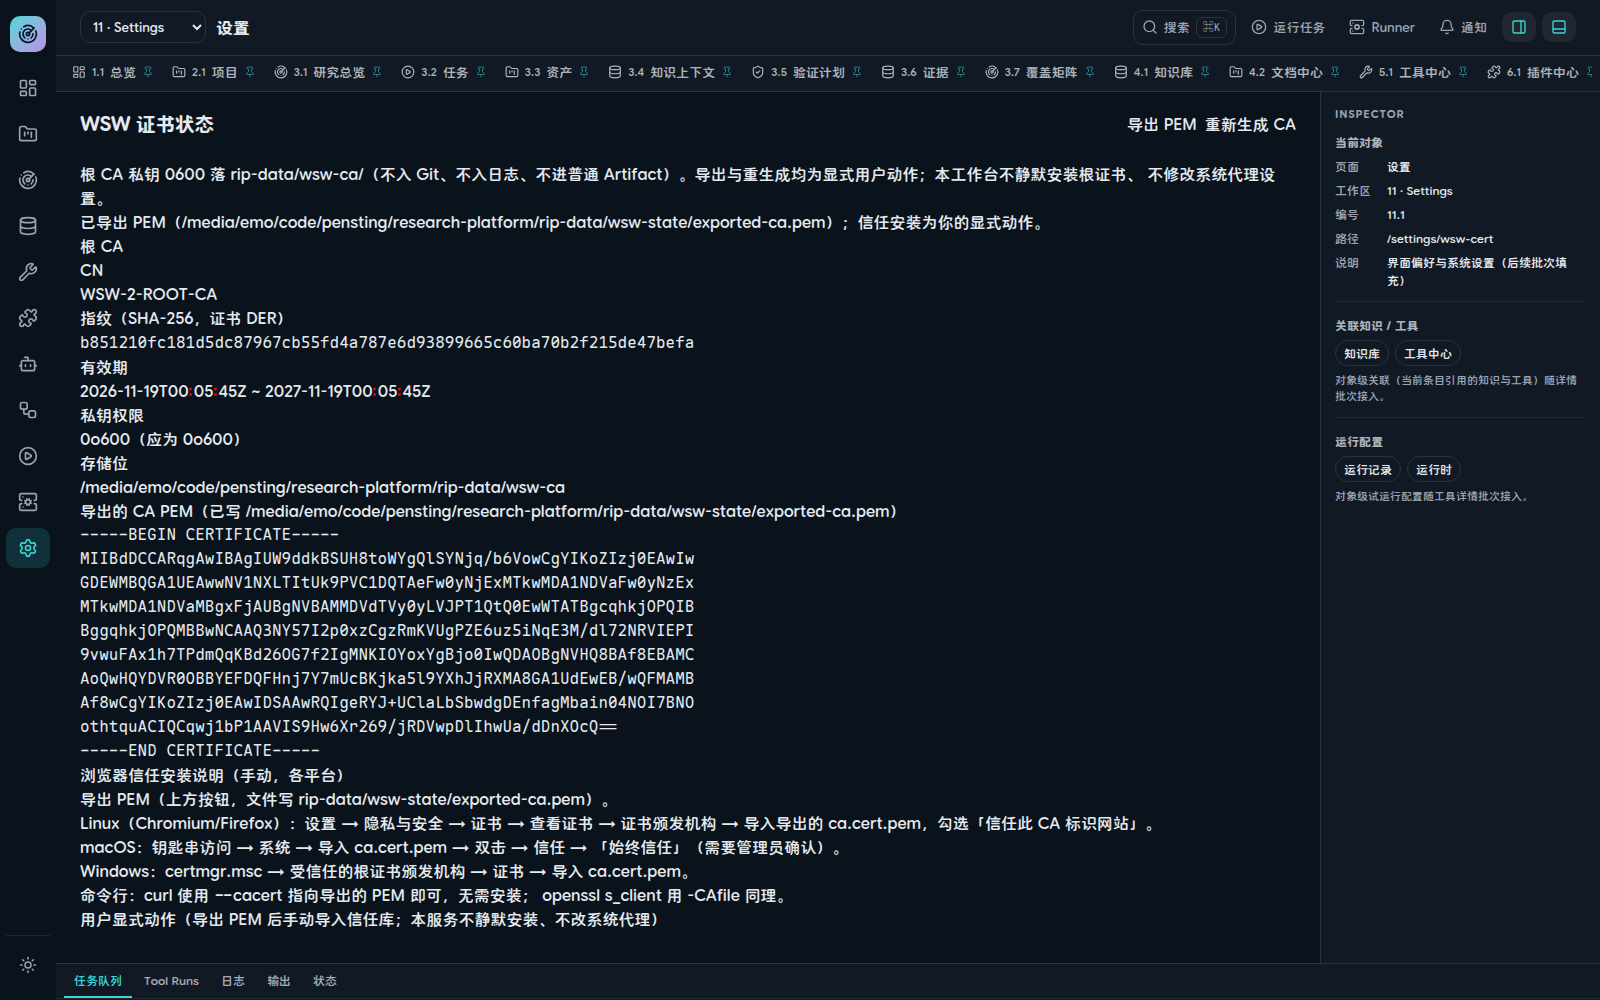 11 · Settings
设置
搜索
⌘K
运行任务
Runner
通知
1.1 总览
2.1 项目
3.1 研究总览
3.2 任务
3.3 资产
3.4 知识上下文
3.5 验证计划
3.6 证据
3.7 覆盖矩阵
4.1 知识库
4.2 文档中心
5.1 工具中心
6.1 插件中心
WSW 证书状态
导出 PEM 重新生成 CA
根 CA 私钥 0600 落 rip-data/wsw-ca/（不入 Git、不入日志、不进普通 Artifact）。导出与重生成均为显式用户动作；本工作台不静默安装根证书、 不修改系统代理设
置。
已导出 PEM（/media/emo/code/pensting/research-platform/rip-data/wsw-state/exported-ca.pem）；信任安装为你的显式动作。
根 CA
CN
WSW-2-ROOT-CA
指纹（SHA-256，证书 DER）
b851210fc181d5dc87967cb55fd4a787e6d93899665c60ba70b2f215de47befa
有效期
2026-11-19T00:05:45Z ~ 2027-11-19T00:05:45Z
私钥权限
0o600（应为 0o600）
存储位
/media/emo/code/pensting/research-platform/rip-data/wsw-ca
导出的 CA PEM（已写 /media/emo/code/pensting/research-platform/rip-data/wsw-state/exported-ca.pem）
-----BEGIN CERTIFICATE-----
MIIBdDCCARqgAwIBAgIUW9ddkBSUH8toWYgQlSYNjq/b6VowCgYIKoZIzj0EAwIw
GDEWMBQGA1UEAwwNV1NXLTItUk9PVC1DQTAeFw0yNjExMTkwMDA1NDVaFw0yNzEx
MTkwMDA1NDVaMBgxFjAUBgNVBAMMDVdTVy0yLVJPT1QtQ0EwWTATBgcqhkjOPQIB
BggqhkjOPQMBBwNCAAQ3NY57I2p0xzCgzRmKVUgPZE6uz5iNqE3M/dl72NRVIEPI
9vwuFAx1h7TPdmQqKBd26OG7f2IgMNKIOYoxYgBjo0IwQDAOBgNVHQ8BAf8EBAMC
AoQwHQYDVR0OBBYEFDQFHnj7Y7mUcBKjka5l9YXhJjRXMA8GA1UdEwEB/wQFMAMB
Af8wCgYIKoZIzj0EAwIDSAAwRQIgeRYJ+UClaLbSbwdgDEnfagMbain04NOI7BNO
othtquACIQCqwj1bP1AAVIS9Hw6Xr269/jRDVwpDlIhwUa/dDnXOcQ==
-----END CERTIFICATE-----
浏览器信任安装说明（手动，各平台）
导出 PEM（上方按钮，文件写 rip-data/wsw-state/exported-ca.pem）。
Linux（Chromium/Firefox）：设置 → 隐私与安全 → 证书 → 查看证书 → 证书颁发机构 → 导入导出的 ca.cert.pem，勾选「信任此 CA 标识网站」。
macOS：钥匙串访问 → 系统 → 导入 ca.cert.pem → 双击 → 信任 → 「始终信任」（需要管理员确认）。
Windows：certmgr.msc → 受信任的根证书颁发机构 → 证书 → 导入 ca.cert.pem。
命令行：curl 使用 --cacert 指向导出的 PEM 即可，无需安装； openssl s_client 用 -CAfile 同理。
用户显式动作（导出 PEM 后手动导入信任库；本服务不静默安装、不改系统代理）
INSPECTOR
当前对象
页面 设置
工作区 11 · Settings
编号 11.1
路径 /settings/wsw-cert
说明 界面偏好与系统设置（后续批次填
充）
关联知识 / 工具
知识库
工具中心
对象级关联（当前条目引用的知识与工具）随详情
批次接入。
运行配置
运行记录
运行时
对象级试运行配置随工具详情批次接入。
任务队列
Tool Runs
日志
输出
状态